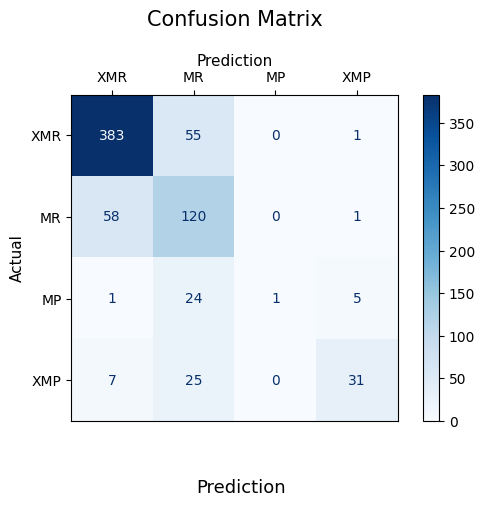 Confusion Matrix
Prediction
XMR MR MP XMP
XMR 383 55 0 1
MR 58 120 0 1
MP 1 24 1 5
XMP 7 25 0 31
Actual
350
300
250
200
150
100
50
0
Prediction